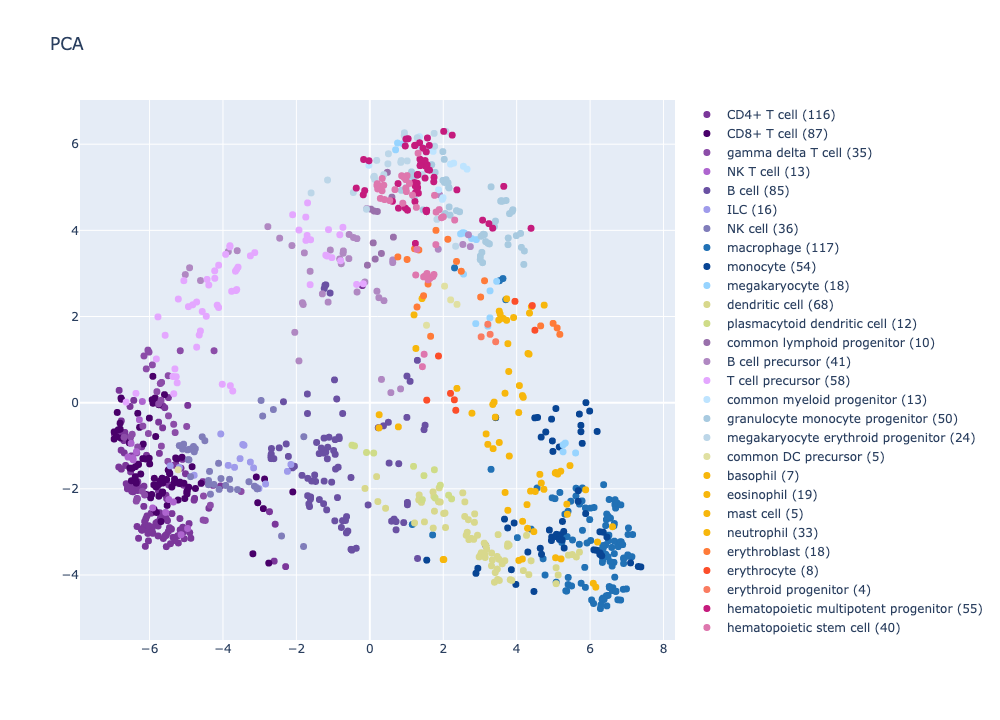 PCA
CD4+ T cell (116)
CD8+ T cell (87)
gamma delta T cell (35)
NK T cell (13)
B cell (85)
ILC (16)
NK cell (36)
macrophage (117)
monocyte (54)
megakaryocyte (18)
dendritic cell (68)
plasmacytoid dendritic cell (12)
common lymphoid progenitor (10)
B cell precursor (41)
T cell precursor (58)
common myeloid progenitor (13)
granulocyte monocyte progenitor (50)
megakaryocyte erythroid progenitor (24)
common DC precursor (5)
basophil (7)
eosinophil (19)
mast cell (5)
neutrophil (33)
erythroblast (18)
erythrocyte (8)
erythroid progenitor (4)
hematopoietic multipotent progenitor (55)
hematopoietic stem cell (40)
6
4
2
0
−2
−4
−6 −4 −2 0 2 4 6 8